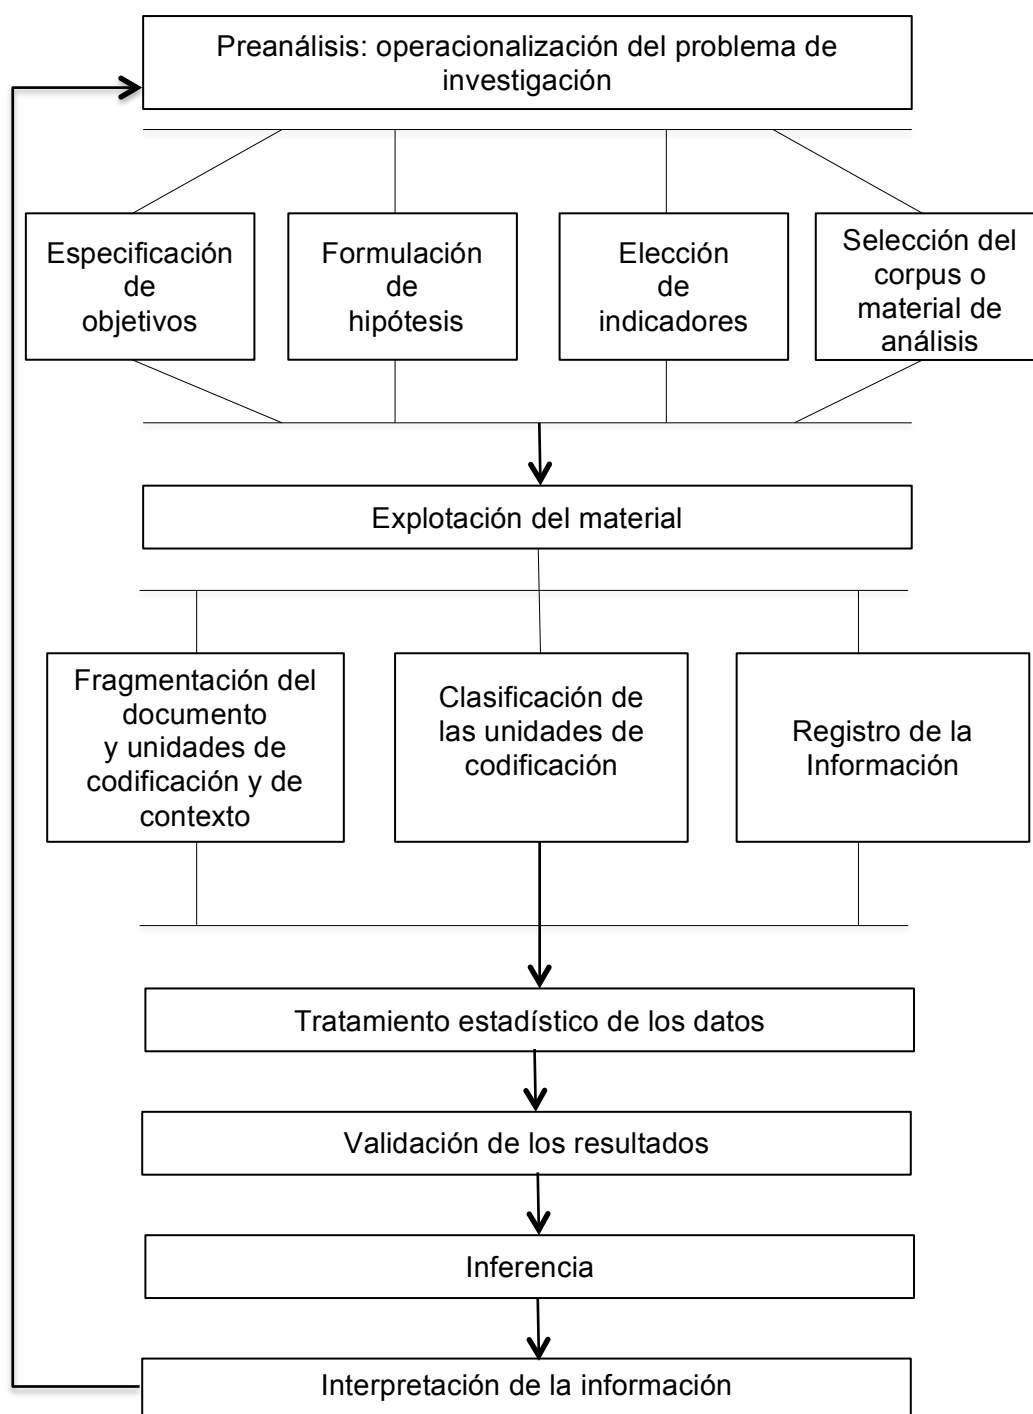 Preanálisis: operacionalización del problema de
investigación
Especificación
de
objetivos
Formulación
de
hipótesis
Elección
de
indicadores
Selección del
corpus o
material de
análisis
Explotación del material
Fragmentación del
documento
y unidades de
codificación y de
contexto
Clasificación de
las unidades de
codificación
Registro de la
Información
Tratamiento estadístico de los datos
Validación de los resultados
Inferencia
Interpretación de la información